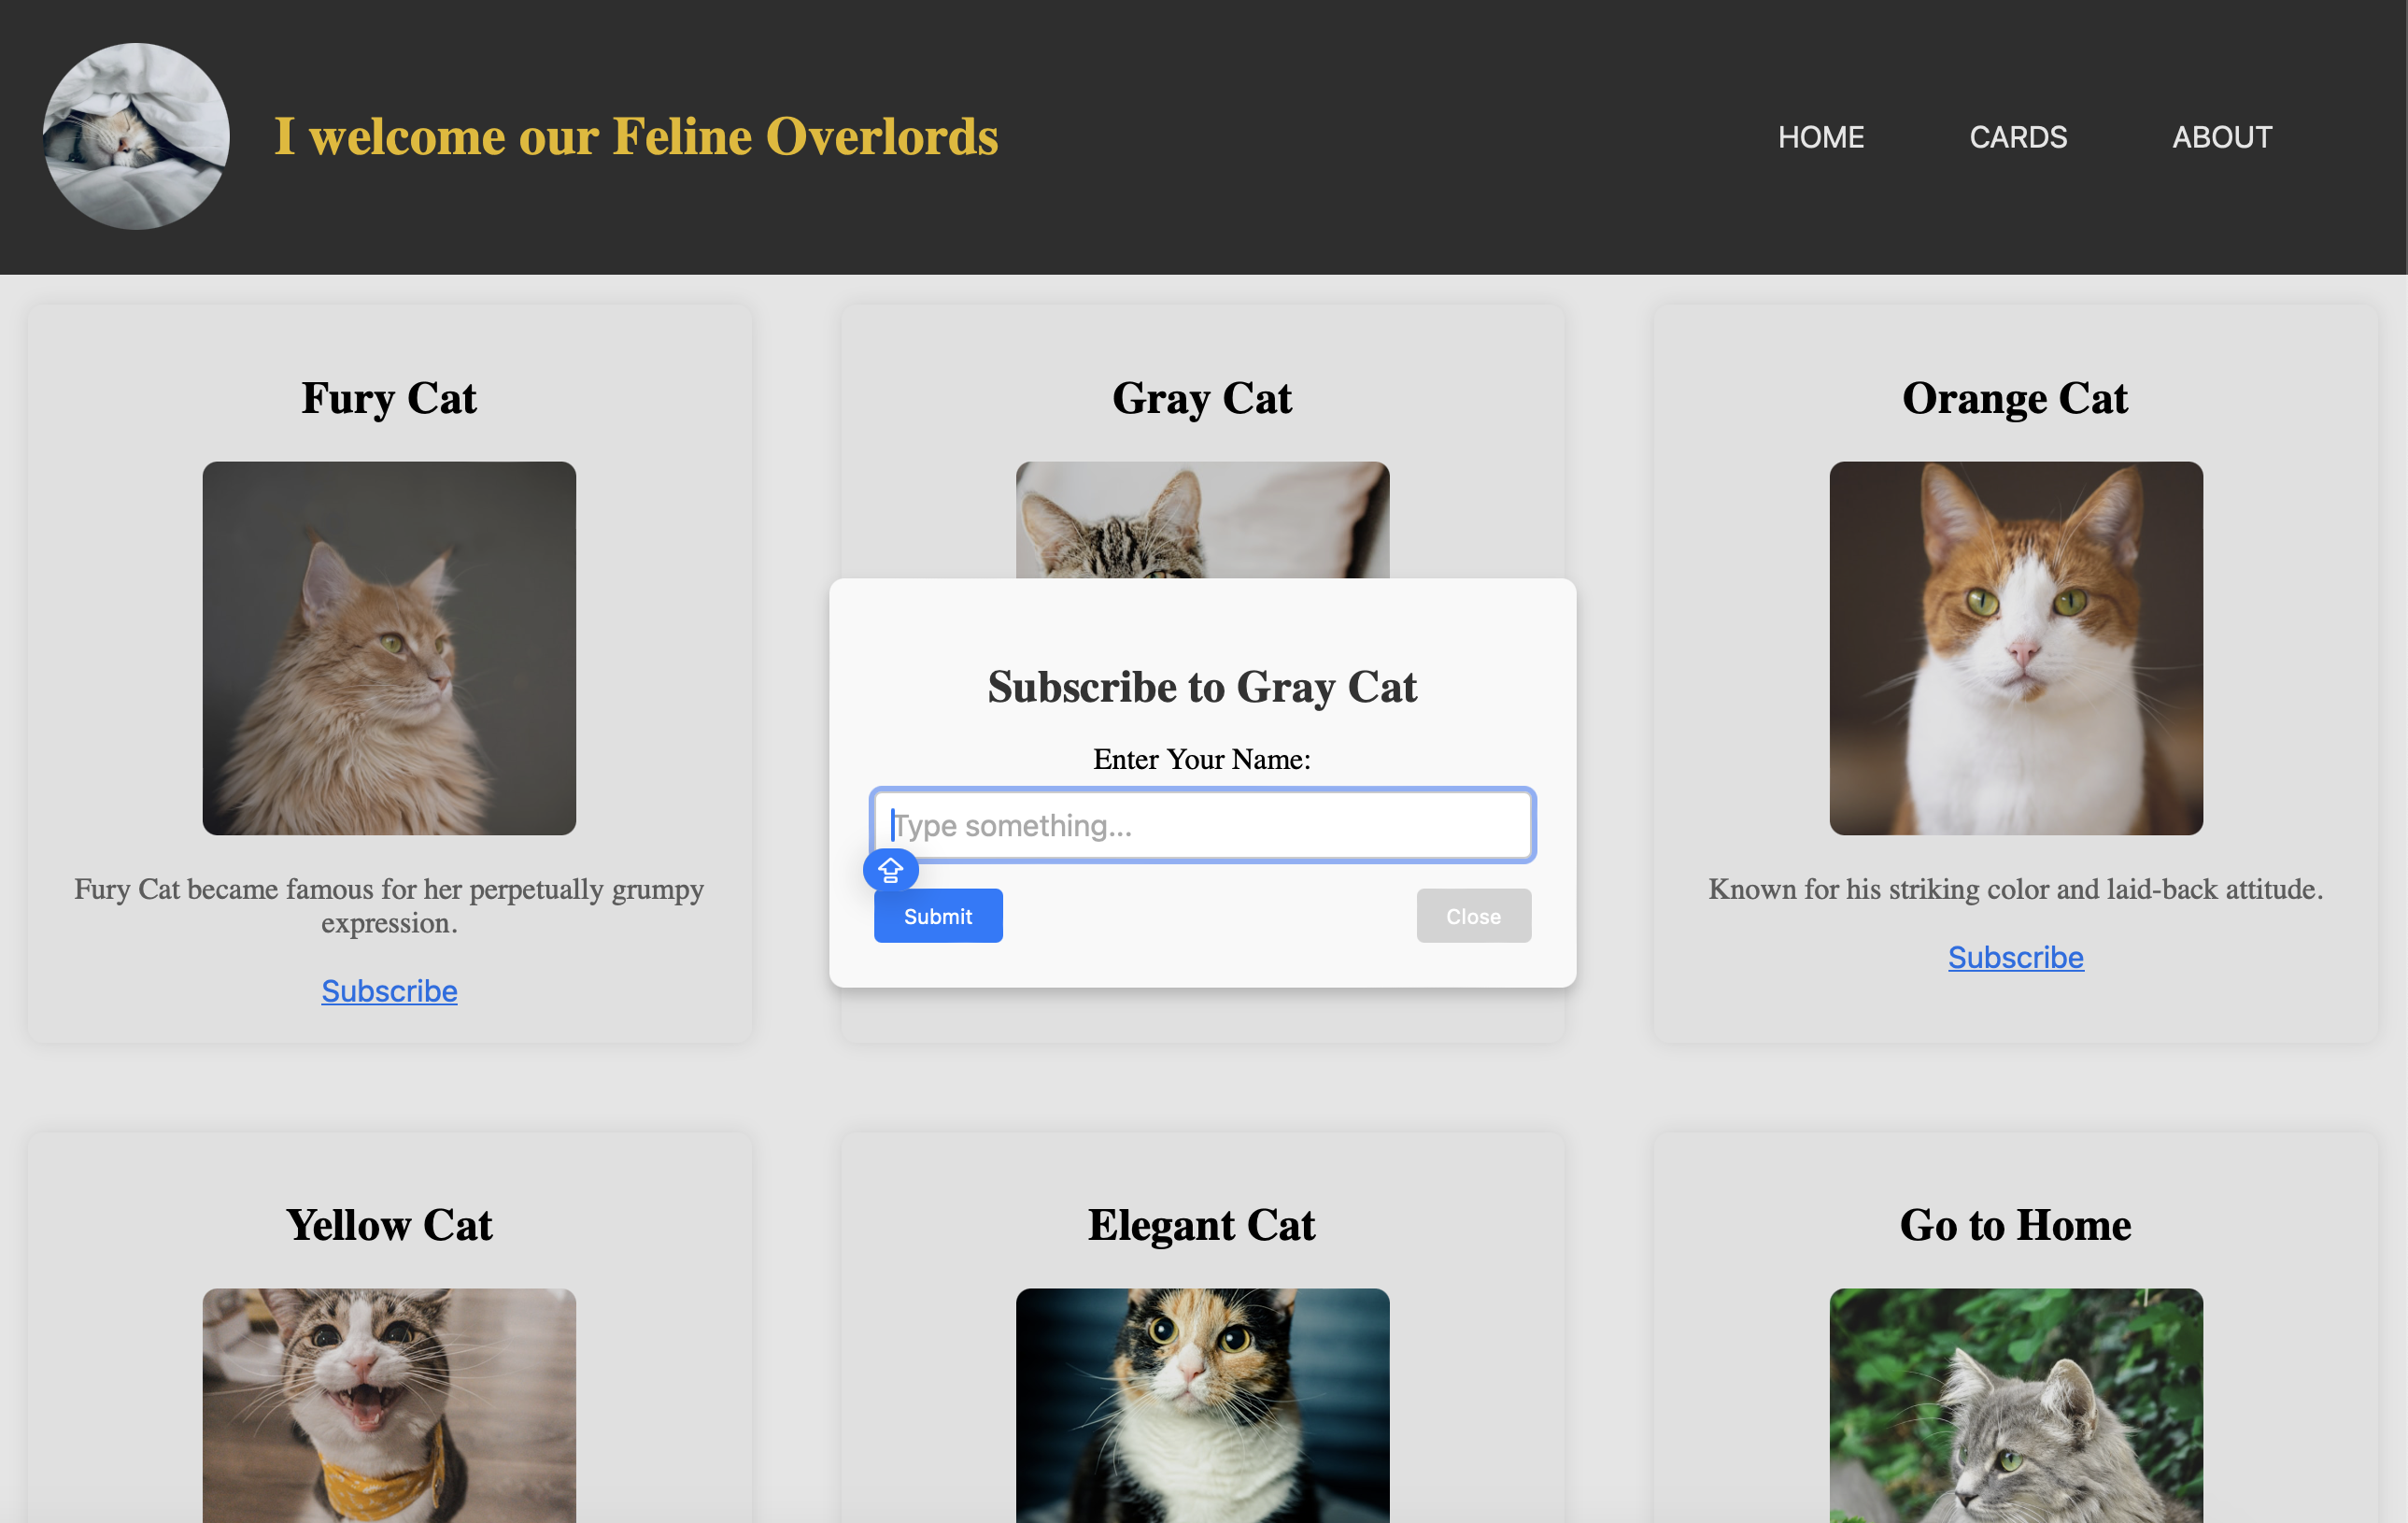 I welcome our Feline Overlords
HOME
CARDS
ABOUT
Fury Cat
Gray Cat
Orange Cat
Subscribe to Gray Cat
Enter Your Name:
Type something...
Submit
Close
Fury Cat became famous for her perpetually grumpy
expression.
Subscribe
Known for his striking color and laid-back attitude.
Subscribe
Yellow Cat
Elegant Cat
Go to Home